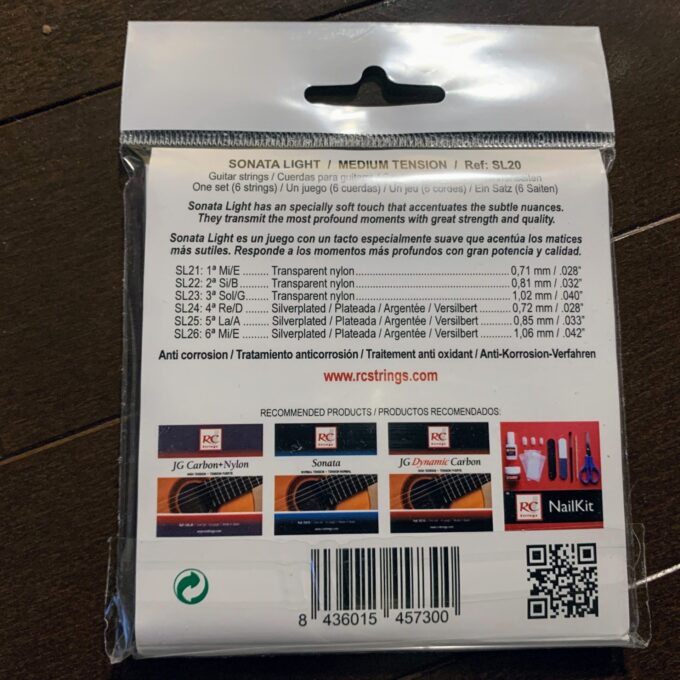 SONATA LIGHT / MEDIUM TENSION / Ref: SL20
Guitar strings / Cuerdas para guitarra / Saiten
One set (6 strings) / Un juego (6 cuerdas) / Un jeu (6 cordes) / Ein Satz (6 Saiten)
Sonata Light has an specially soft touch that accentuates the subtle nuances.
They transmit the most profound moments with great strength and quality.
Sonata Light es un juego con un tacto especialmente suave que acentúa los matices
más sutiles. Responde a los momentos más profundos con gran potencia y calidad.
SL21: 1ª Mi/E ........ Transparent nylon ................................................ 0,71 mm / .028"
SL22: 2ª Si/B ......... Transparent nylon ................................................ 0,81 mm / .032"
SL23: 3ª Sol/G ....... Transparent nylon ................................................ 1,02 mm / .040"
SL24: 4ª Re/D ....... Silverplated / Plateada / Argentée / Versilbert ........ 0,72 mm / .028"
SL25: 5ª La/A ........ Silverplated / Plateada / Argentée / Versilbert ........ 0,85 mm / .033"
SL26: 6ª Mi/E ........ Silverplated / Plateada / Argentée / Versilbert ........ 1,06 mm / .042"
Anti corrosion / Tratamiento anticorrosión / Traitement anti oxidant / Anti-Korrosion-Verfahren
www.rcstrings.com
RECOMMENDED PRODUCTS / PRODUCTOS RECOMENDADOS:
RC Strings
JG Carbon+Nylon
RC Strings
Sonata
RC Strings
JG Dynamic Carbon
RC Strings
NailKit
8 436015 457300